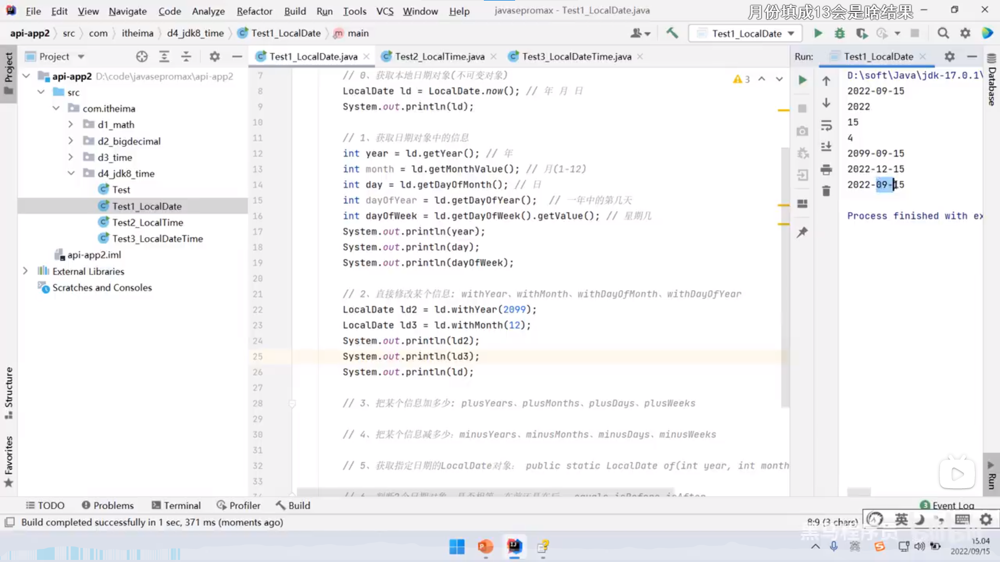 File Edit View Navigate Code Analyze Refactor Build Run Tools VCS Window Help javasepromax - Test1_LocalDate.java
月份填成13会是啥结果
api-app2 src com itheima d4_jdk8_time Test1_LocalDate main
Test1_LocalDate
Project
Test1_LocalDate.java Test2_LocalTime.java Test3_LocalDateTime.java
Run: Test1_LocalDate
Project
Structure
Favorites
api-app2 D:\code\javasepromax\api-app2
src
com.itheima
d1_math
d2_bigdecimal
d3_time
d4_jdk8_time
Test
Test1_LocalDate
Test2_LocalTime
Test3_LocalDateTime
api-app2.iml
External Libraries
Scratches and Consoles
3
7 // 0、获取本地日期对象(不可变对象)
8 LocalDate ld = LocalDate.now(); // 年 月 日
9 System.out.println(ld);
10
11 // 1、获取日期对象中的信息
12 int year = ld.getYear(); // 年
13 int month = ld.getMonthValue(); // 月(1-12)
14 int day = ld.getDayOfMonth(); // 日
15 int dayOfYear = ld.getDayOfYear(); // 一年中的第几天
16 int dayOfWeek = ld.getDayOfWeek().getValue(); // 星期几
17 System.out.println(year);
18 System.out.println(day);
19 System.out.println(dayOfWeek);
20
21 // 2、直接修改某个信息: withYear、withMonth、withDayOfMonth、withDayOfYear
22 LocalDate ld2 = ld.withYear(2099);
23 LocalDate ld3 = ld.withMonth(12);
24 System.out.println(ld2);
25 System.out.println(ld3);
26 System.out.println(ld);
27
28 // 3、把某个信息加多少: plusYears、plusMonths、plusDays、plusWeeks
29
30 // 4、把某个信息减多少: minusYears、minusMonths、minusDays、minusWeeks
31
32 // 5、获取指定日期的LocalDate对象: public static LocalDate of(int year, int month
33
D:\soft\Java\jdk-17.0.1\
2022-09-15
2022
15
4
2099-09-15
2022-12-15
2022-09-15
Process finished with ex
Database
Run
TODO Problems Terminal Profiler Build
3 Event Log
Build completed successfully in 1 sec, 371 ms (moments ago)
8:9 (3 chars)
英
黑马程序员
英
15:04
2022/09/15